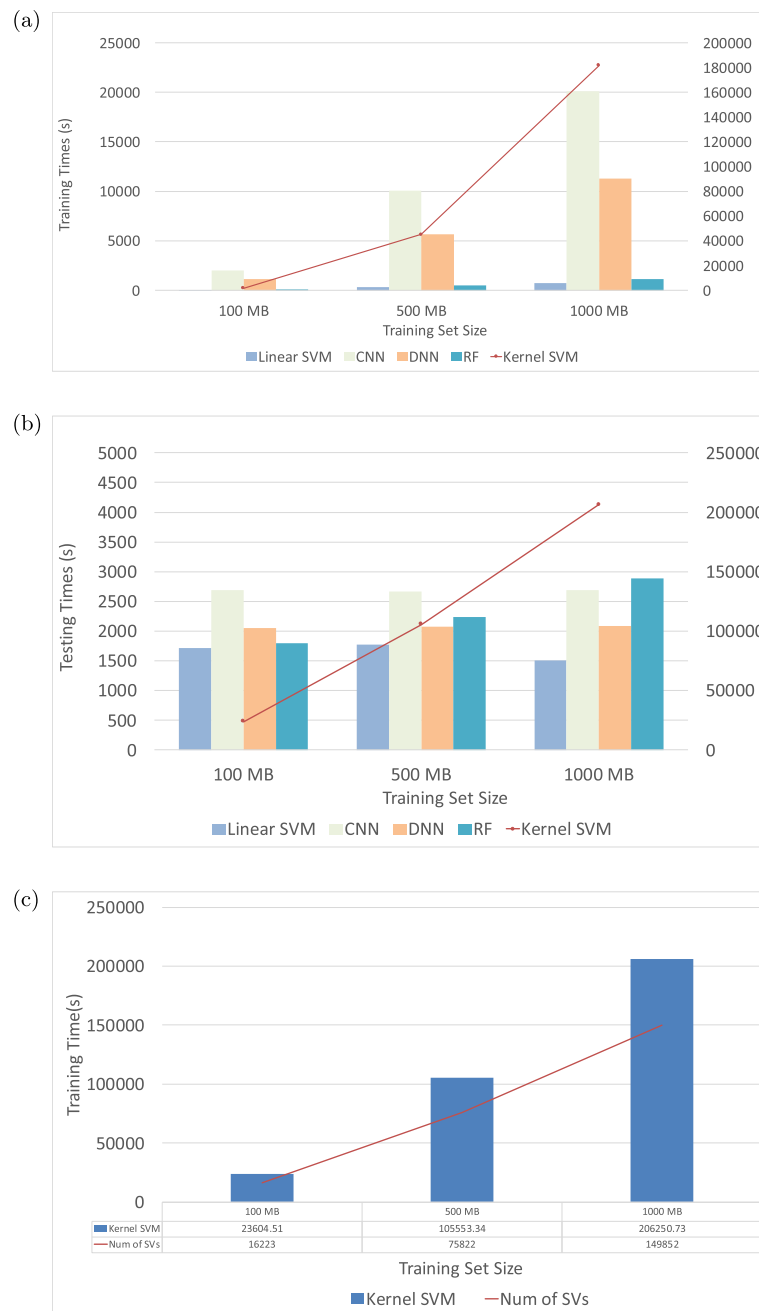 (a)
25000
20000
15000
10000
5000
0
Training Times (s)
200000
180000
160000
140000
120000
100000
80000
60000
40000
20000
0
100 MB 500 MB 1000 MB
Training Set Size
Linear SVM CNN DNN RF Kernel SVM
(b)
5000
4500
4000
3500
3000
2500
2000
1500
1000
500
0
Testing Times (s)
250000
200000
150000
100000
50000
0
100 MB 500 MB 1000 MB
Training Set Size
Linear SVM CNN DNN RF Kernel SVM
(c)
250000
200000
150000
100000
50000
0
Training Time(s)
100 MB 500 MB 1000 MB
Kernel SVM 23604.51 105553.34 206250.73
Num of SVs 16223 75822 149852
Training Set Size
Kernel SVM Num of SVs